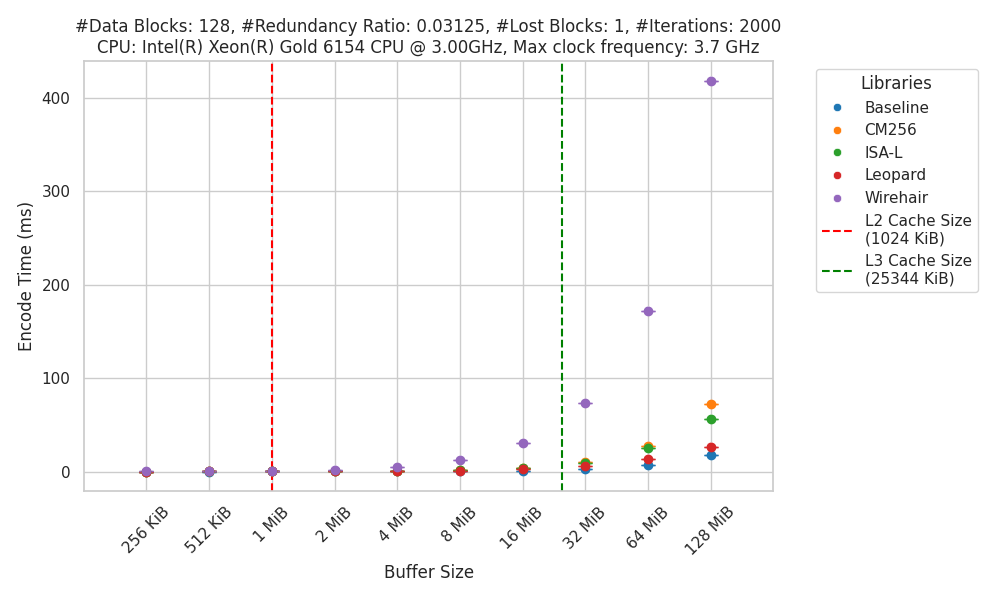 #Data Blocks: 128, #Redundancy Ratio: 0.03125, #Lost Blocks: 1, #Iterations: 2000
CPU: Intel(R) Xeon(R) Gold 6154 CPU @ 3.00GHz, Max clock frequency: 3.7 GHz
Encode Time (ms)
400
300
200
100
0
256 KiB
512 KiB
1 MiB
2 MiB
4 MiB
8 MiB
16 MiB
32 MiB
64 MiB
128 MiB
Buffer Size
Libraries
Baseline
CM256
ISA-L
Leopard
Wirehair
L2 Cache Size
(1024 KiB)
L3 Cache Size
(25344 KiB)